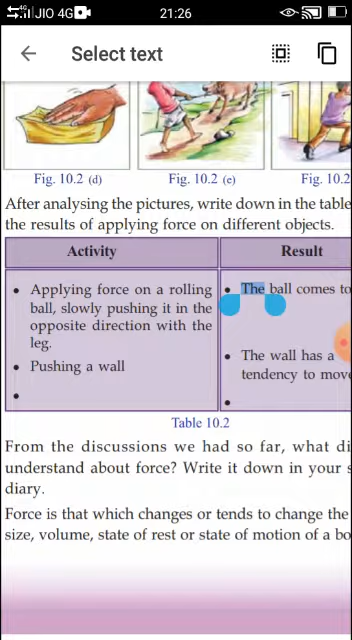 4G JIO 4G 21:26
Select text
Fig. 10.2 (d) Fig. 10.2 (e) Fig. 10.2
After analysing the pictures, write down in the table
the results of applying force on different objects.
Activity Result
• Applying force on a rolling
ball, slowly pushing it in the
opposite direction with the
leg.
• Pushing a wall
•
• The ball comes to
• The wall has a
tendency to move
•
Table 10.2
From the discussions we had so far, what di
understand about force? Write it down in your s
diary.
Force is that which changes or tends to change the
size, volume, state of rest or state of motion of a bo